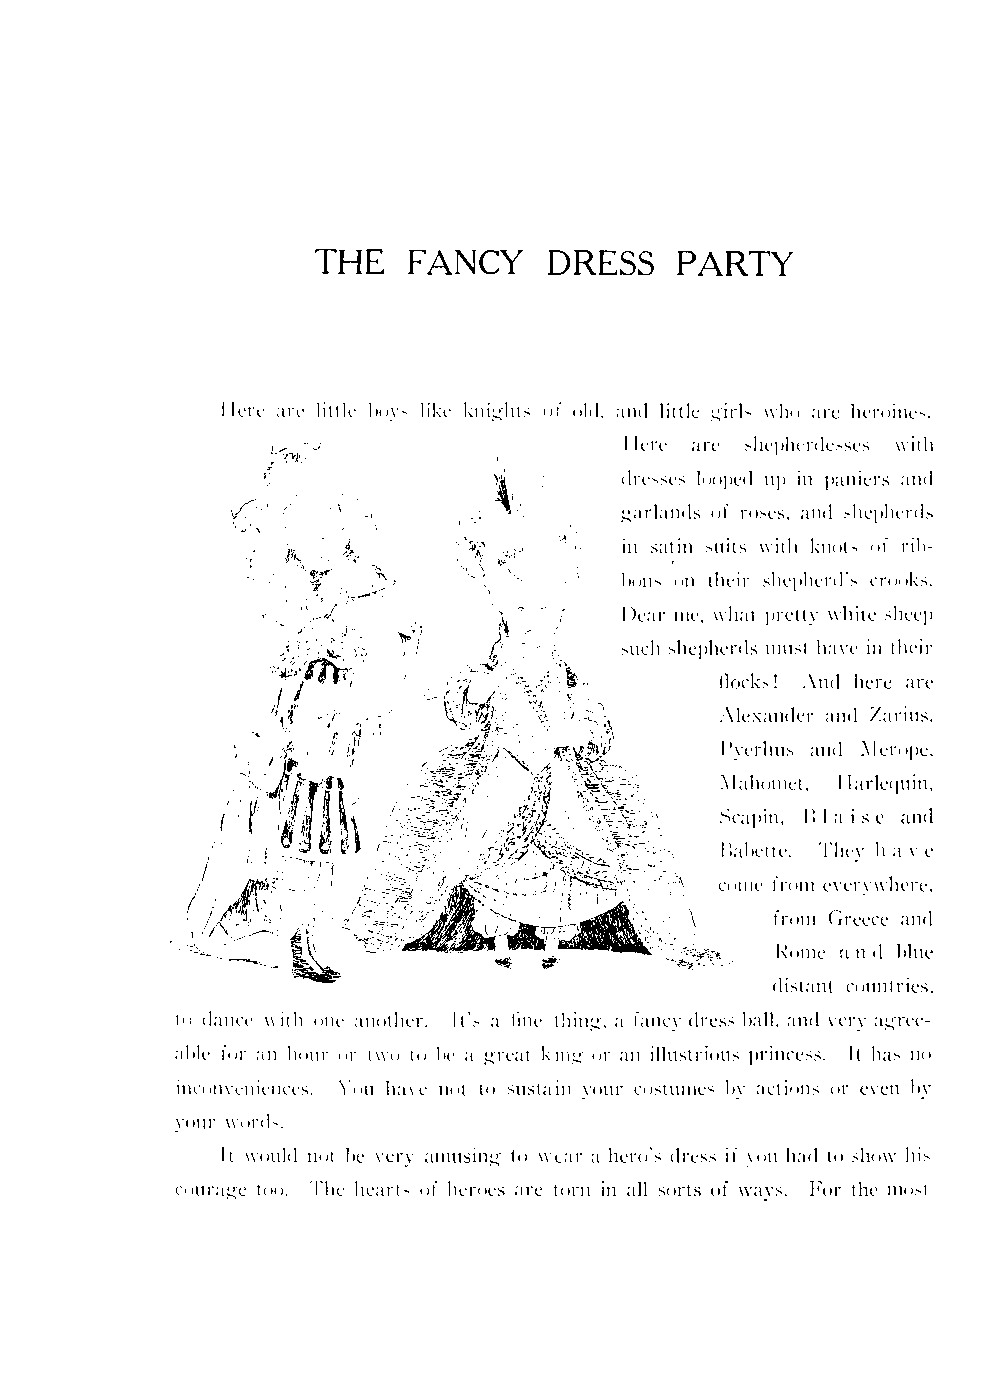 THE FANCY DRESS PARTY
Here are little boys like knights of old, and little girls who are heroines.
Here are shepherdesses with
dresses looped up in paniers and
garlands of roses, and shepherds
in satin suits with knots of rib-
bons on their shepherd's crooks.
Dear me, what pretty white sheep
such shepherds must have in their
flocks! And here are
Alexander and Zarius,
Pyerhus and Merope,
Mahomet, Harlequin,
Scapin, Blaise and
Babette. They have
come from everywhere,
from Greece and
Rome and blue
distant countries,
to dance with one another. It's a fine thing, a fancy dress ball, and very agree-
able for an hour or two to be a great king or an illustrious princess. It has no
inconveniences. You have not to sustain your costumes by actions or even by
your words.
It would not be very amusing to wear a hero's dress if you had to show his
courage too. The hearts of heroes are torn in all sorts of ways. For the most